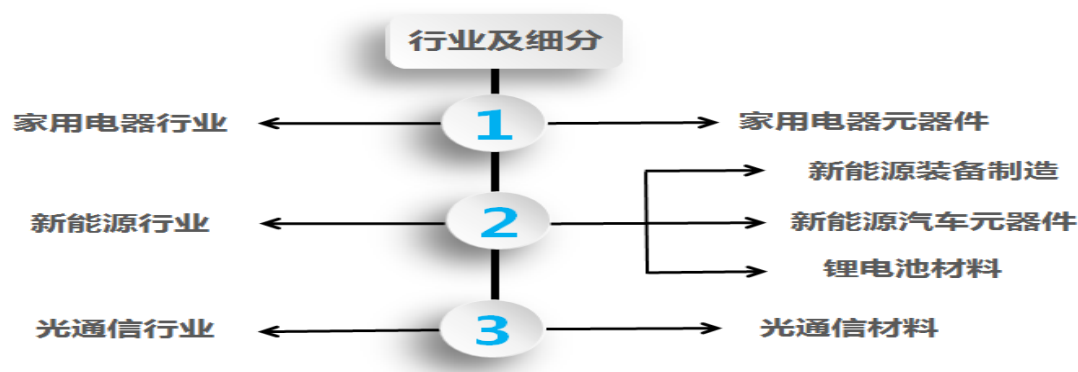 行业及细分
家用电器行业
1
家用电器元器件
新能源装备制造
新能源行业
2
新能源汽车元器件
锂电池材料
光通信行业
3
光通信材料